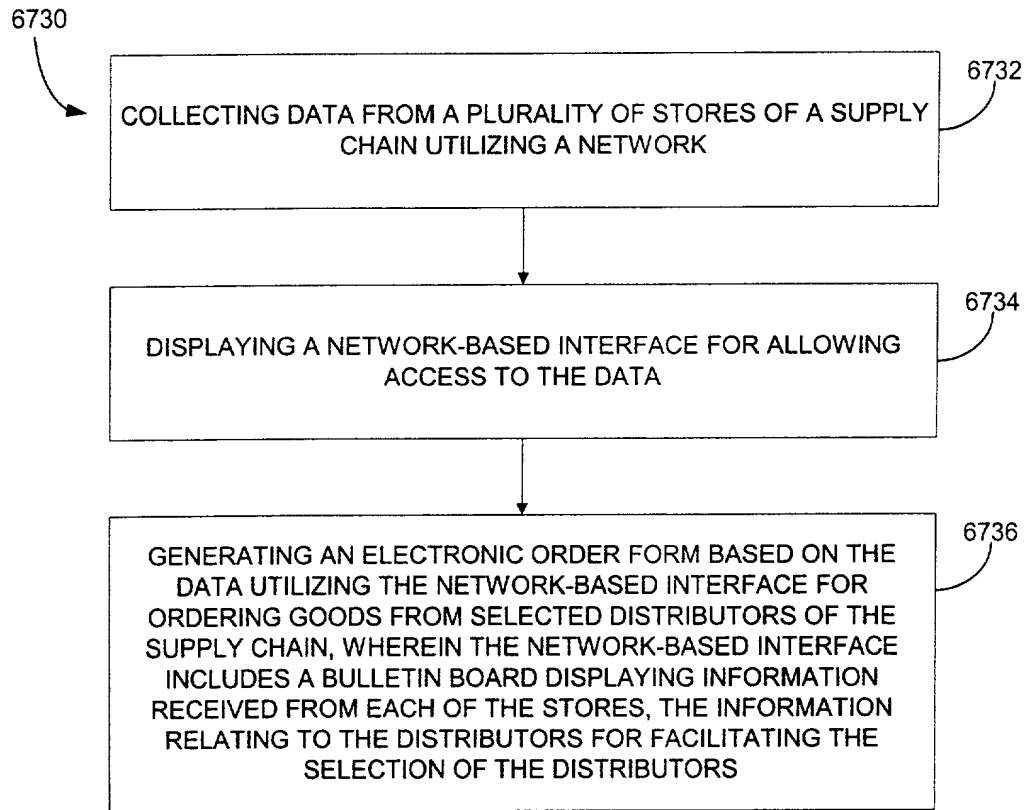 6730
6732
COLLECTING DATA FROM A PLURALITY OF STORES OF A SUPPLY
CHAIN UTILIZING A NETWORK
6734
DISPLAYING A NETWORK-BASED INTERFACE FOR ALLOWING
ACCESS TO THE DATA
6736
GENERATING AN ELECTRONIC ORDER FORM BASED ON THE
DATA UTILIZING THE NETWORK-BASED INTERFACE FOR
ORDERING GOODS FROM SELECTED DISTRIBUTORS OF THE
SUPPLY CHAIN, WHEREIN THE NETWORK-BASED INTERFACE
INCLUDES A BULLETIN BOARD DISPLAYING INFORMATION
RECEIVED FROM EACH OF THE STORES, THE INFORMATION
RELATING TO THE DISTRIBUTORS FOR FACILITATING THE
SELECTION OF THE DISTRIBUTORS